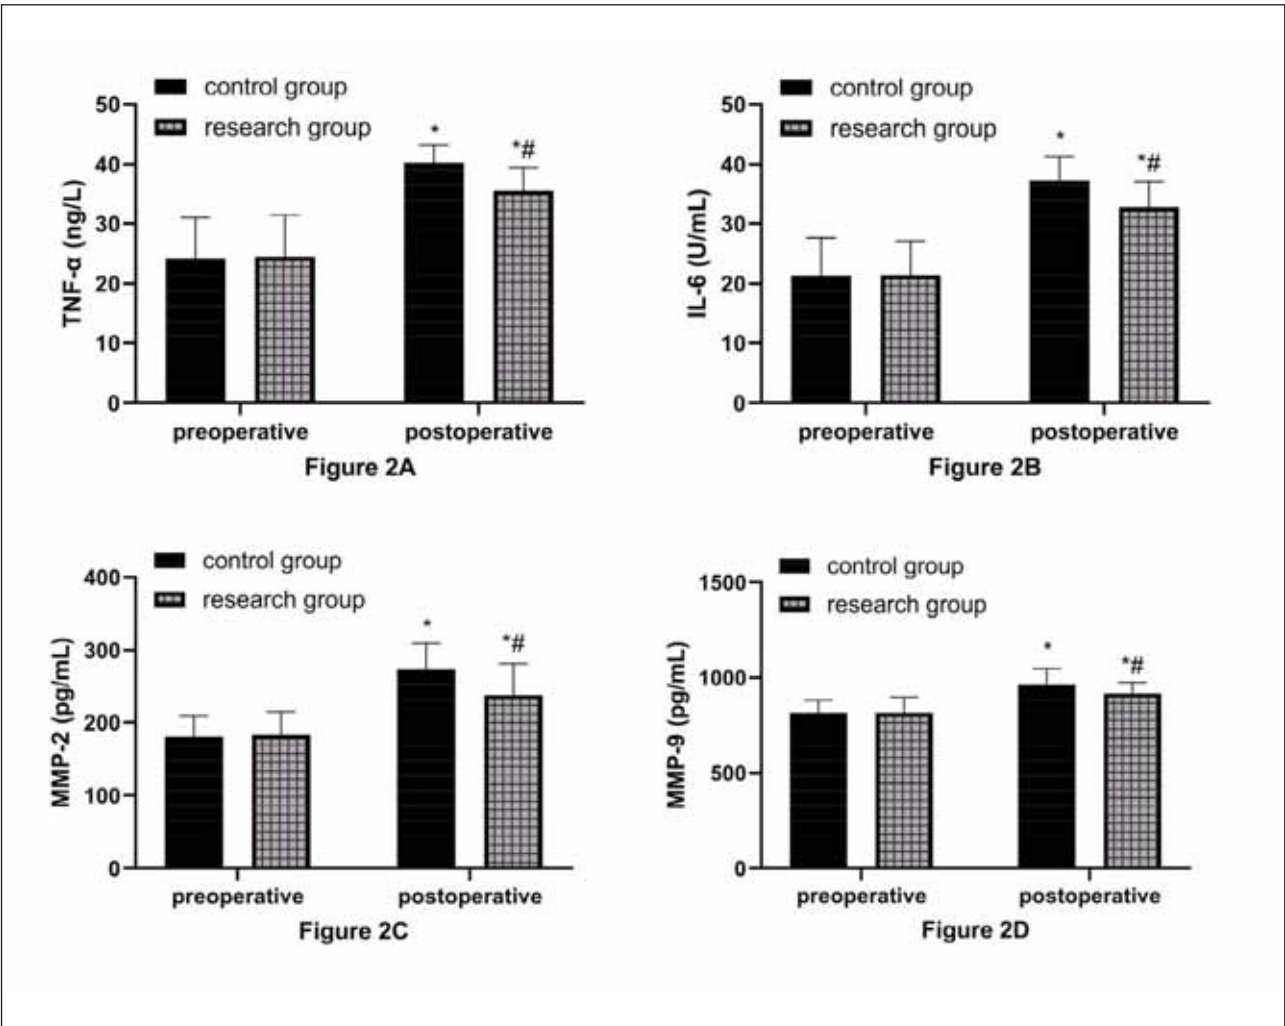 control group
research group
50
40
30
20
10
0
TNF-α (ng/L)
*
*#
preoperative
postoperative
Figure 2A
control group
research group
50
40
30
20
10
0
IL-6 (U/mL)
*
*#
preoperative
postoperative
Figure 2B
control group
research group
400
300
200
100
0
MMP-2 (pg/mL)
*
*#
preoperative
postoperative
Figure 2C
control group
research group
1500
1000
500
0
MMP-9 (pg/mL)
*
*#
preoperative
postoperative
Figure 2D